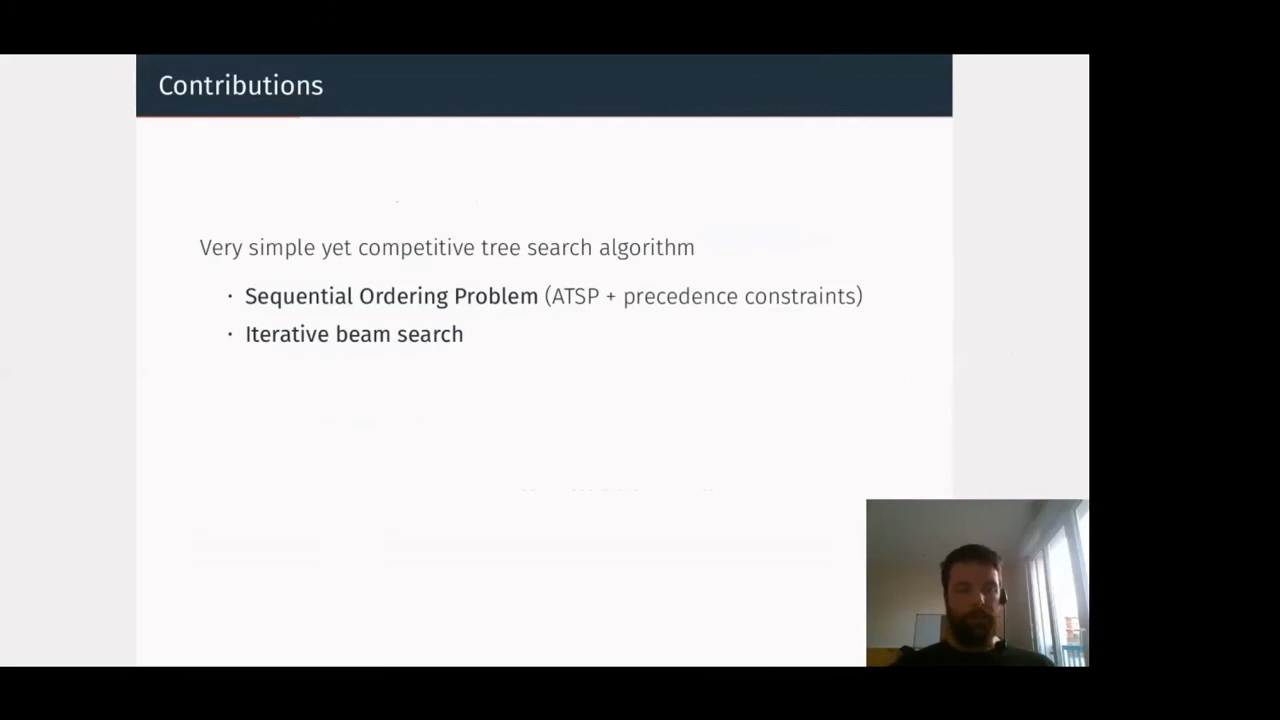 Contributions
Very simple yet competitive tree search algorithm
· Sequential Ordering Problem (ATSP + precedence constraints)
· Iterative beam search